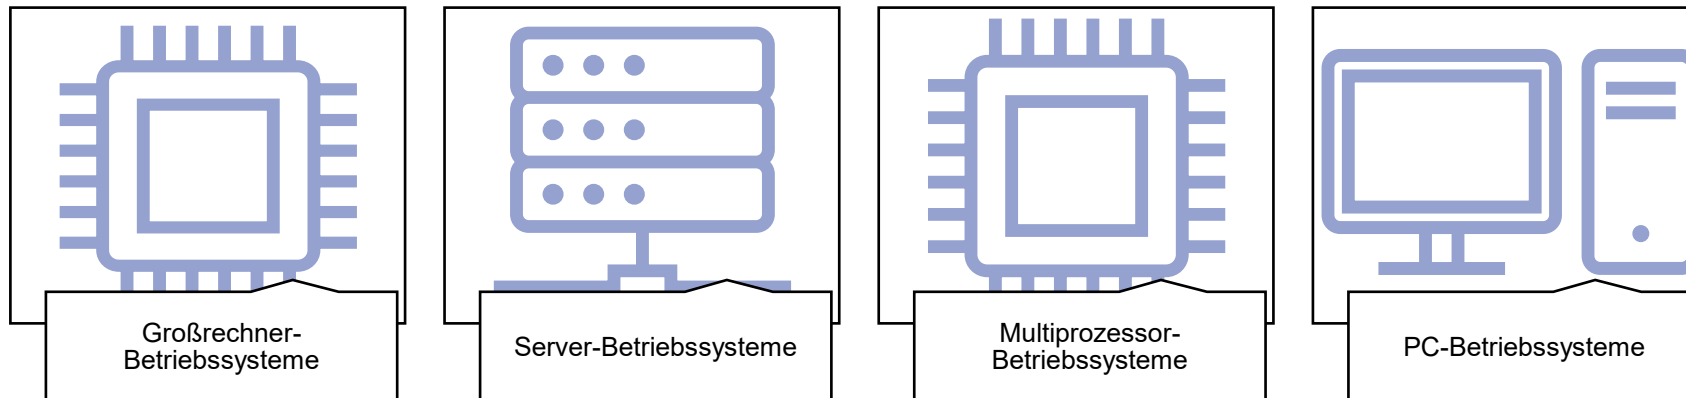 Großrechner-
Betriebssysteme
Server-Betriebssysteme
Multiprozessor-
Betriebssysteme
PC-Betriebssysteme